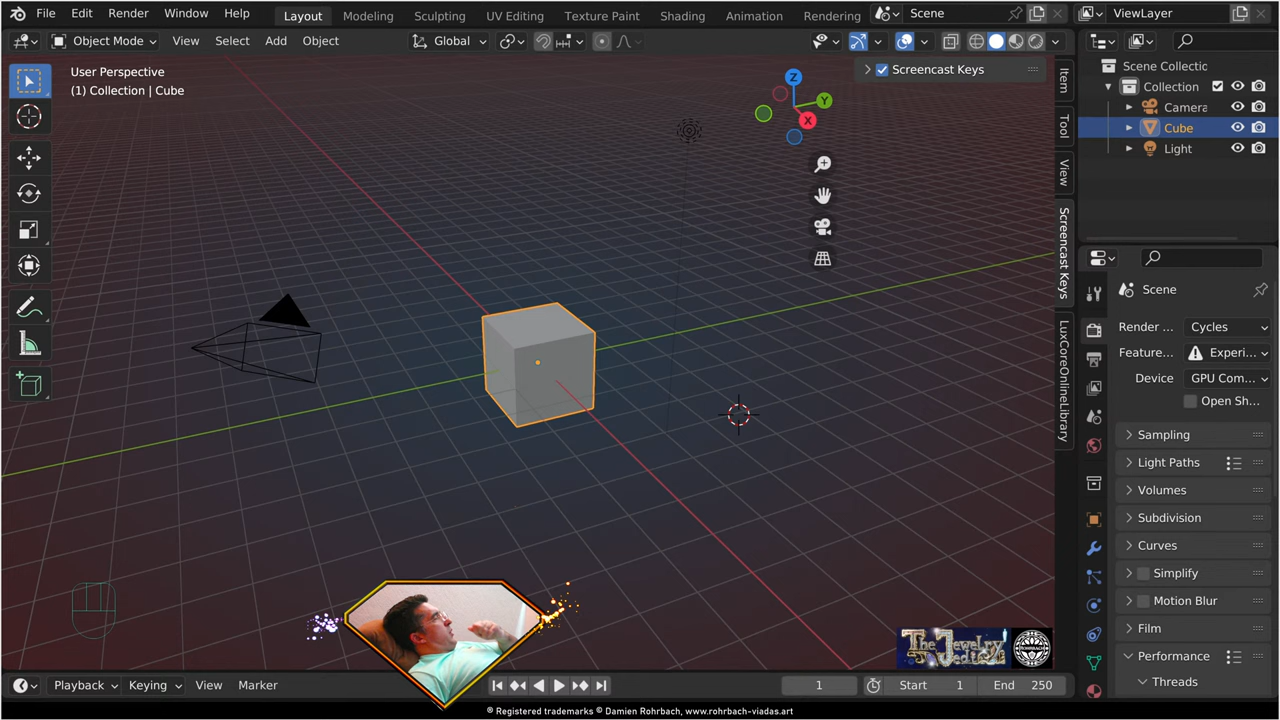 File Edit Render Window Help Layout Modeling Sculpting UV Editing Texture Paint Shading Animation Rendering Scene ViewLayer
Object Mode View Select Add Object Global
User Perspective
(1) Collection | Cube
Screencast Keys
Z
Y
X
Item
Tool
View
Screencast Keys
LuxCoreOnlineLibrary
Scene Collectic
Collection
Camera
Cube
Light
Scene
Render ... Cycles
Feature... Experi...
Device GPU Com...
Open Sh...
Sampling
Light Paths
Volumes
Subdivision
Curves
Simplify
Motion Blur
Film
Performance
Threads
The Jewelry
ROHRBACH
Playback Keying View Marker 1 Start 1 End 250
® Registered trademarks © Damien Rohrbach, www.rohrbach-viadas.art